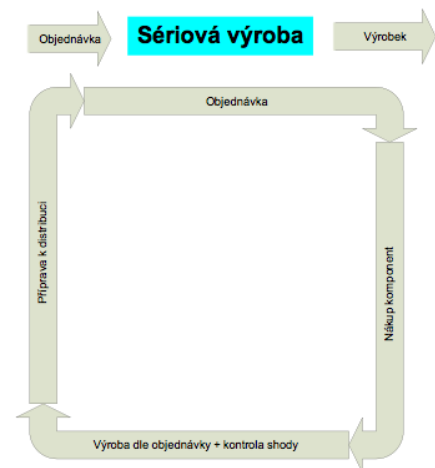 Objednávka
Sériová výroba
Výrobek
Objednávka
Nákup komponent
Výroba dle objednávky + kontrola shody
Příprava k distribuci